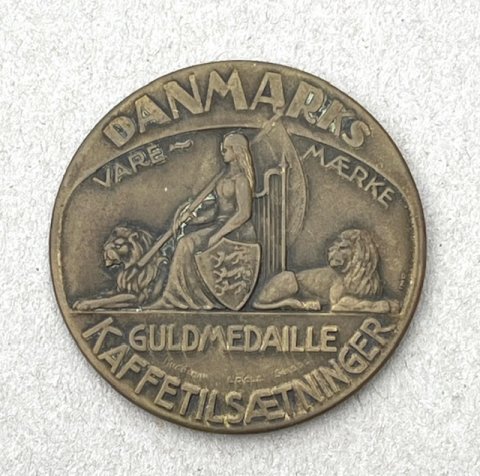 DANMARKS
VARE~ MÆRKE
GULDMEDAILLE
KAFFETILSÆTNINGER